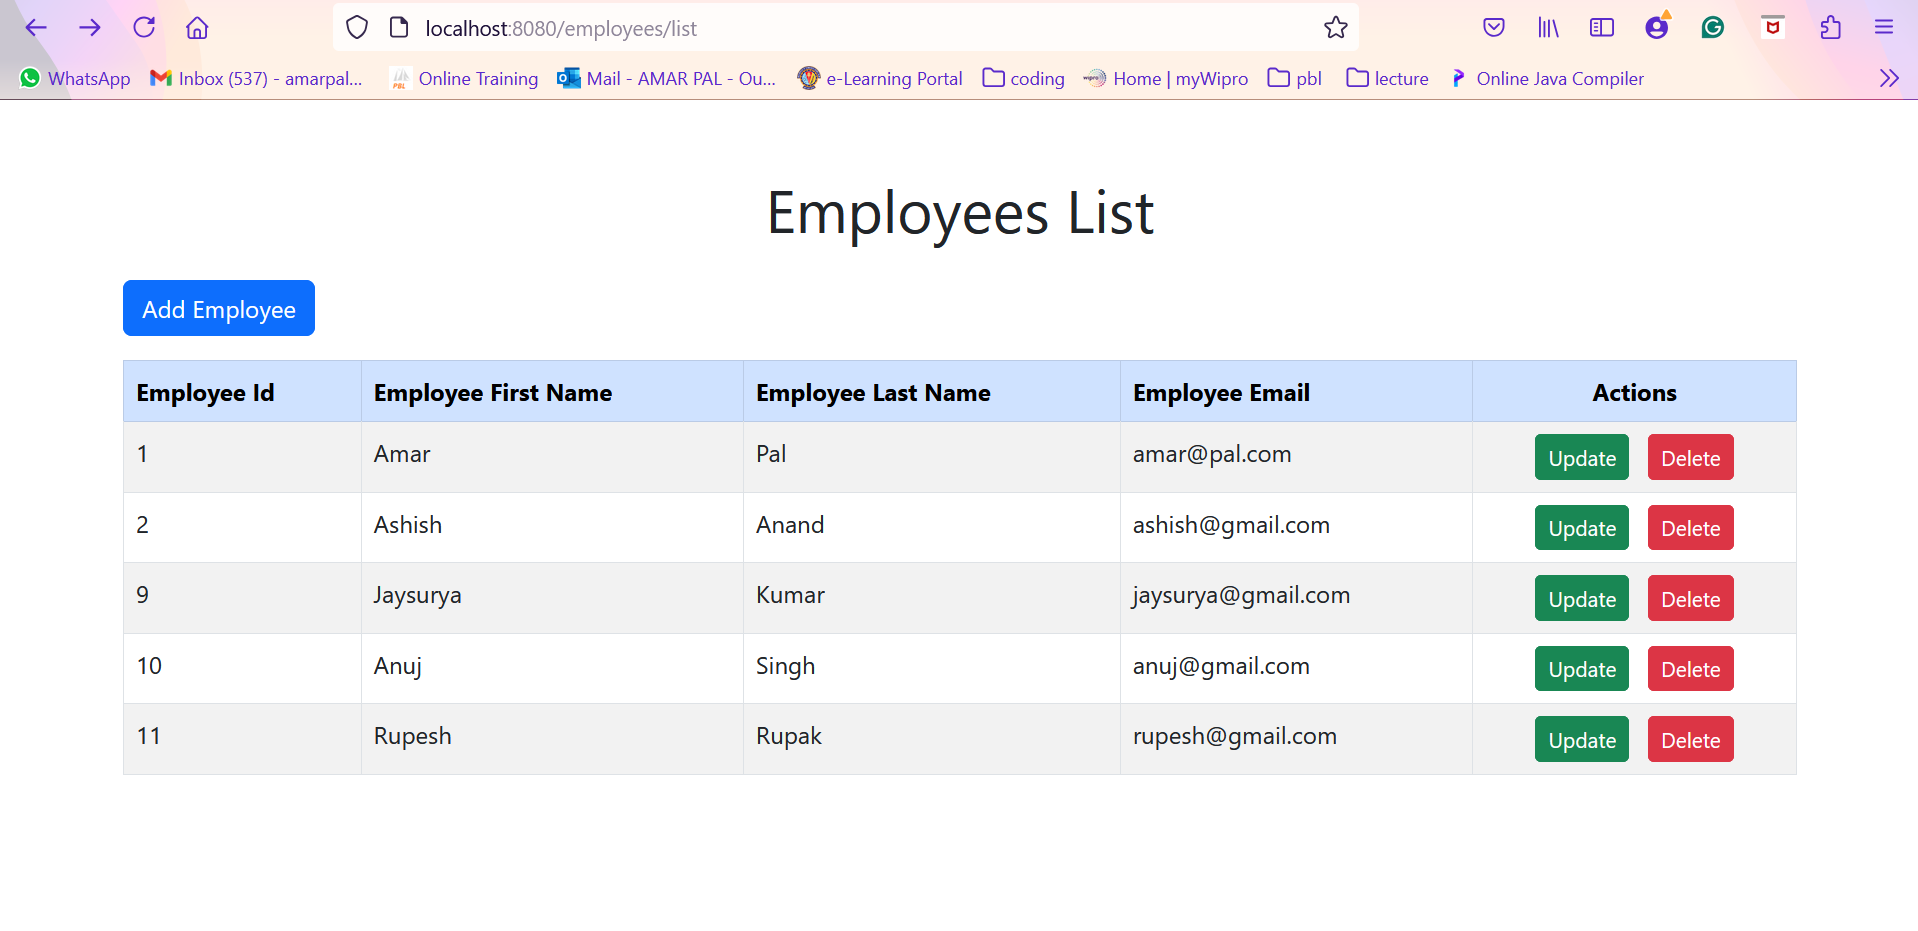 localhost:8080/employees/list
WhatsApp Inbox (537) - amarpal... Online Training Mail - AMAR PAL - Ou... e-Learning Portal coding Home | myWipro pbl lecture Online Java Compiler
Employees List
Add Employee
Employee Id Employee First Name Employee Last Name Employee Email Actions
1 Amar Pal amar@pal.com Update Delete
2 Ashish Anand ashish@gmail.com Update Delete
9 Jaysurya Kumar jaysurya@gmail.com Update Delete
10 Anuj Singh anuj@gmail.com Update Delete
11 Rupesh Rupak rupesh@gmail.com Update Delete